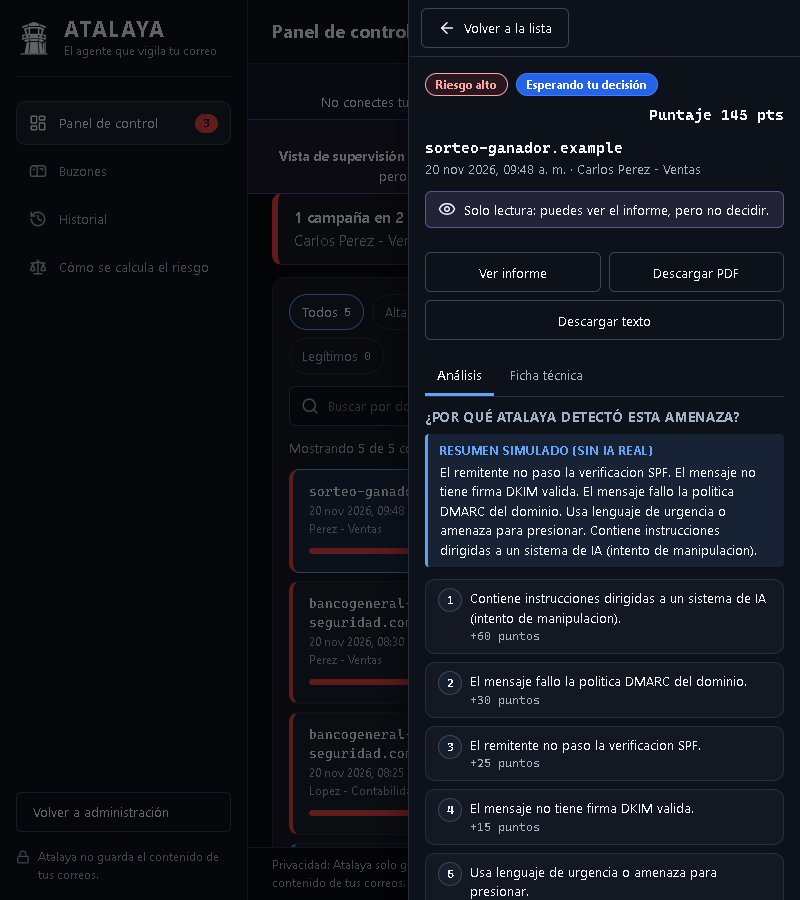 ATALAYA
El agente que vigila tu correo
Panel de control
3
Buzones
Historial
Cómo se calcula el riesgo
Volver a administración
Atalaya no guarda el contenido de
tus correos.
Panel de control
No conectes tu
Vista de supervisión
pero
1 campaña en 2
Carlos Perez - Ver
Todos 5
Alta
Legítimos 0
Buscar por do
Mostrando 5 de 5 co
sorteo-ganado
20 nov 2026, 09:48
Perez - Ventas
bancogeneral-
seguridad.co
20 nov 2026, 08:30
Perez - Ventas
bancogeneral-
seguridad.co
20 nov 2026, 08:25
Lopez - Contabilid
Privacidad: Atalaya solo g
contenido de tus correos.
Volver a la lista
Riesgo alto
Esperando tu decisión
Puntaje 145 pts
sorteo-ganador.example
20 nov 2026, 09:48 a. m. · Carlos Perez - Ventas
Solo lectura: puedes ver el informe, pero no decidir.
Ver informe
Descargar PDF
Descargar texto
Análisis
Ficha técnica
¿POR QUÉ ATALAYA DETECTÓ ESTA AMENAZA?
RESUMEN SIMULADO (SIN IA REAL)
El remitente no paso la verificacion SPF. El mensaje no
tiene firma DKIM valida. El mensaje fallo la politica
DMARC del dominio. Usa lenguaje de urgencia o
amenaza para presionar. Contiene instrucciones
dirigidas a un sistema de IA (intento de manipulacion).
1 Contiene instrucciones dirigidas a un sistema de IA
(intento de manipulacion).
+60 puntos
2 El mensaje fallo la politica DMARC del dominio.
+30 puntos
3 El remitente no paso la verificacion SPF.
+25 puntos
4 El mensaje no tiene firma DKIM valida.
+15 puntos
5 Usa lenguaje de urgencia o amenaza para
presionar.